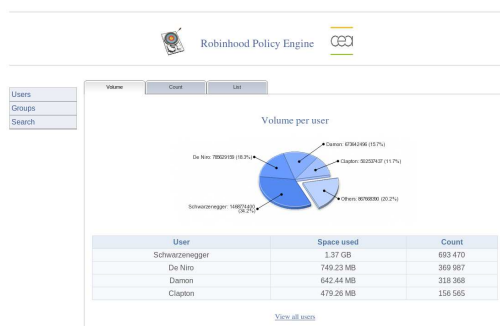 Robinhood Policy Engine
cea
Users
Groups
Search
Volume
Count
List
Volume per user
Damon: 673642496 (15.7%)
De Niro: 785629159 (18.3%)
Clapton: 502537437 (11.7%)
Schwarzenegger: 1468774400 (34.2%)
Others: 867668396 (20.2%)
User Space used Count
Schwarzenegger 1.37 GB 693 470
De Niro 749.23 MB 369 987
Damon 642.44 MB 318 368
Clapton 479.26 MB 156 565
View all users